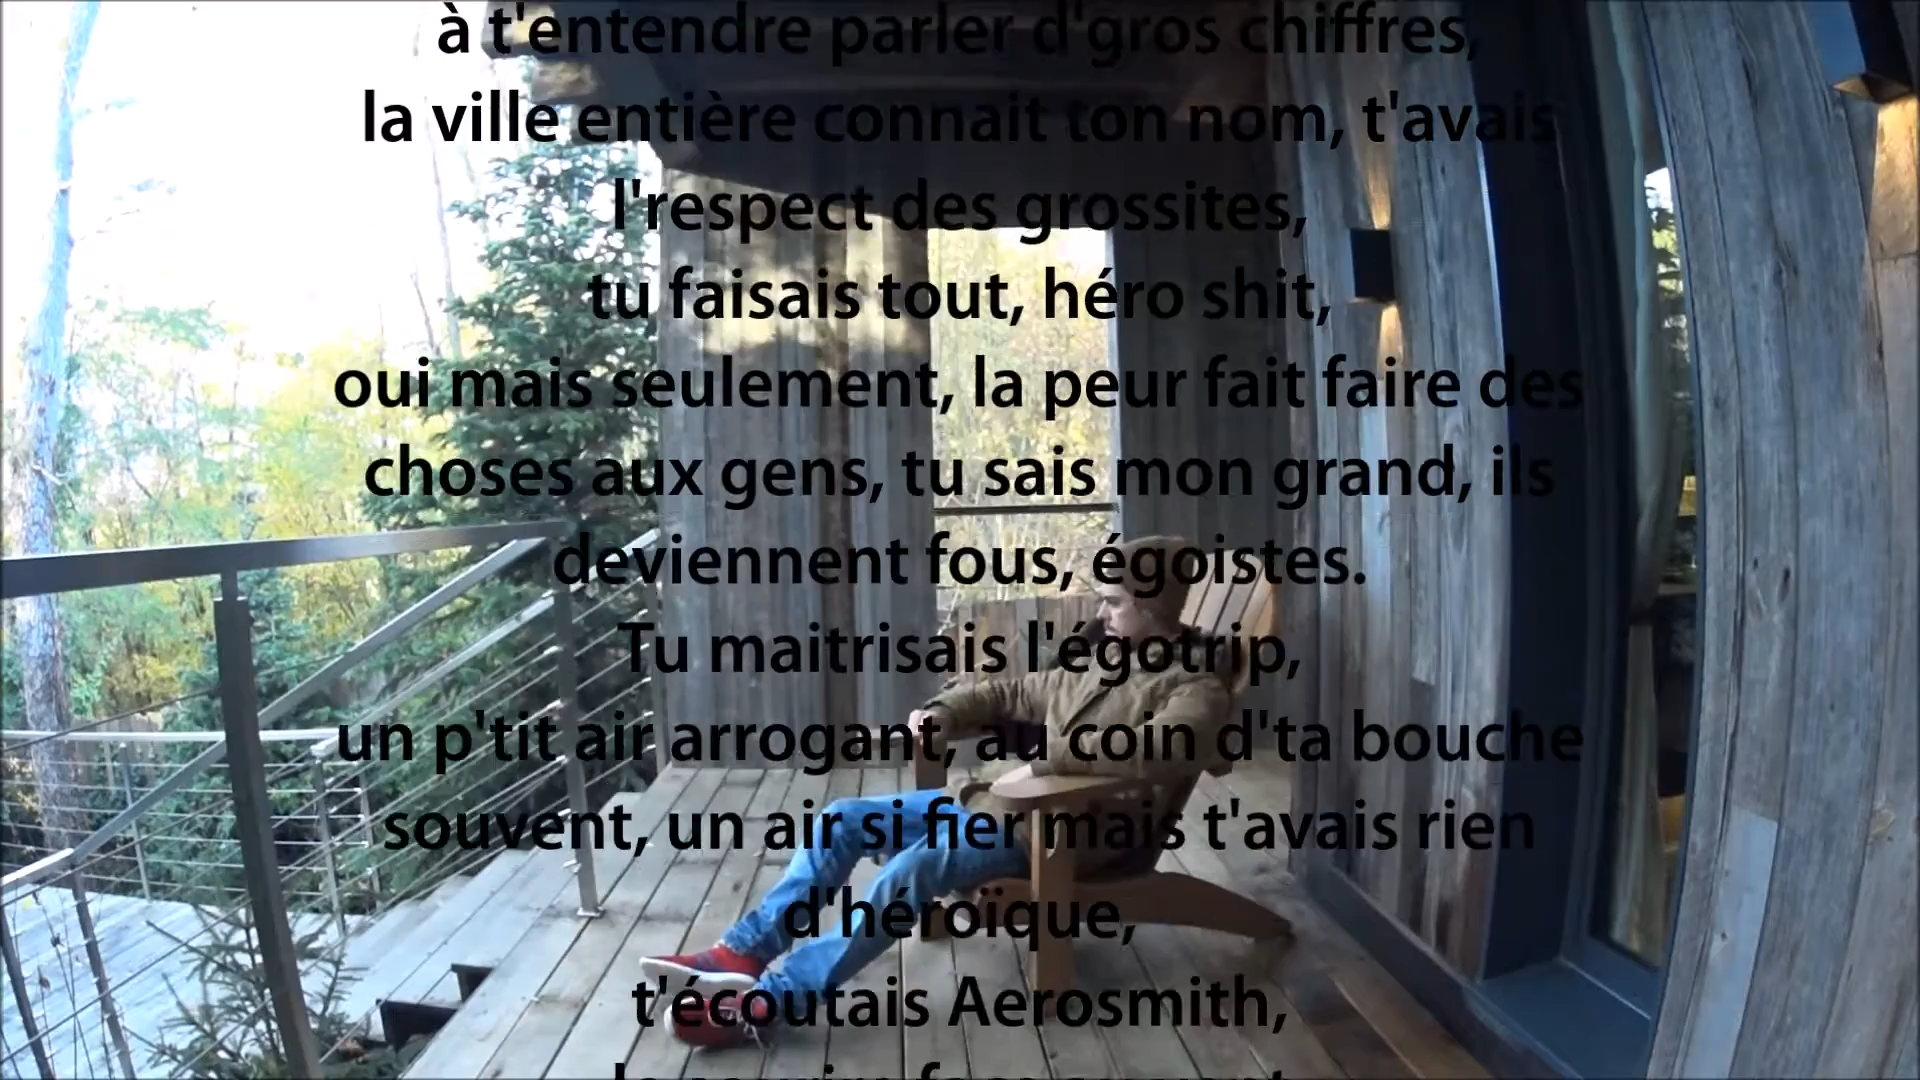 à t'entendre parler d'gros chiffres,
la ville entière connait ton nom, t'avais
l'respect des grossites,
tu faisais tout, héro shit,
oui mais seulement, la peur fait faire des
choses aux gens, tu sais mon grand, ils
deviennent fous, égoistes.
Tu maitrisais l'égotrip,
un p'tit air arrogant, au coin d'ta bouche
souvent, un air si fier mais t'avais rien
d'héroïque,
t'écoutais Aerosmith,